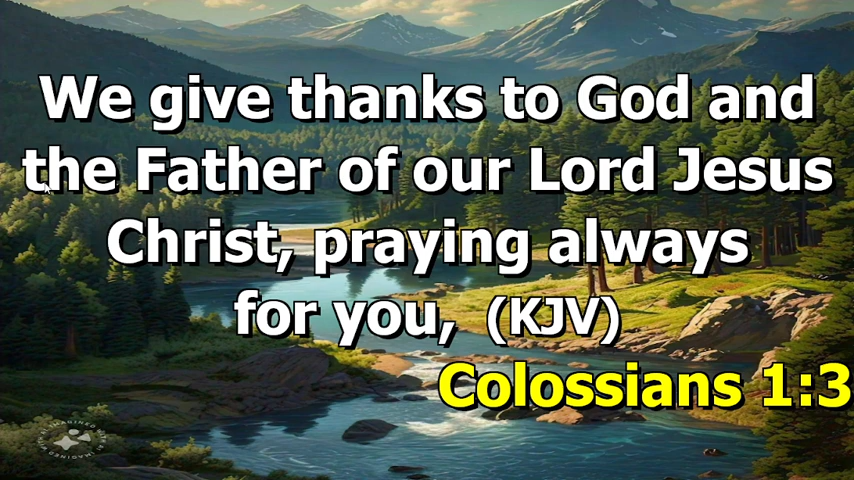 We give thanks to God and
the Father of our Lord Jesus
Christ, praying always
for you, (KJV)
Colossians 1:3